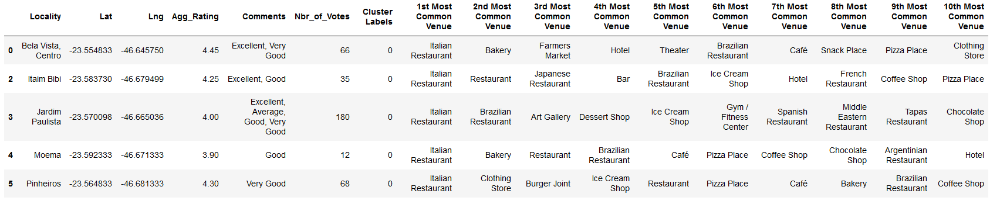 Locality Lat Lng Agg_Rating Comments Nbr_of_Votes Cluster Labels 1st Most Common Venue 2nd Most Common Venue 3rd Most Common Venue 4th Most Common Venue 5th Most Common Venue 6th Most Common Venue 7th Most Common Venue 8th Most Common Venue 9th Most Common Venue 10th Most Common Venue
0 Bela Vista, Centro -23.554833 -46.645750 4.45 Excellent, Very Good 66 0 Italian Restaurant Bakery Farmers Market Hotel Theater Brazilian Restaurant Café Snack Place Pizza Place Clothing Store
2 Itaim Bibi -23.583730 -46.679499 4.25 Excellent, Good 35 0 Italian Restaurant Restaurant Japanese Restaurant Bar Brazilian Restaurant Ice Cream Shop Hotel French Restaurant Coffee Shop Pizza Place
3 Jardim Paulista -23.570098 -46.665036 4.00 Excellent, Average, Good, Very Good 180 0 Italian Restaurant Brazilian Restaurant Art Gallery Dessert Shop Ice Cream Shop Gym / Fitness Center Spanish Restaurant Middle Eastern Restaurant Tapas Restaurant Chocolate Shop
4 Moema -23.592333 -46.671333 3.90 Good 12 0 Italian Restaurant Bakery Restaurant Brazilian Restaurant Café Pizza Place Coffee Shop Chocolate Shop Argentinian Restaurant Hotel
5 Pinheiros -23.564833 -46.681333 4.30 Very Good 68 0 Italian Restaurant Clothing Store Burger Joint Ice Cream Shop Restaurant Pizza Place Café Bakery Brazilian Restaurant Coffee Shop